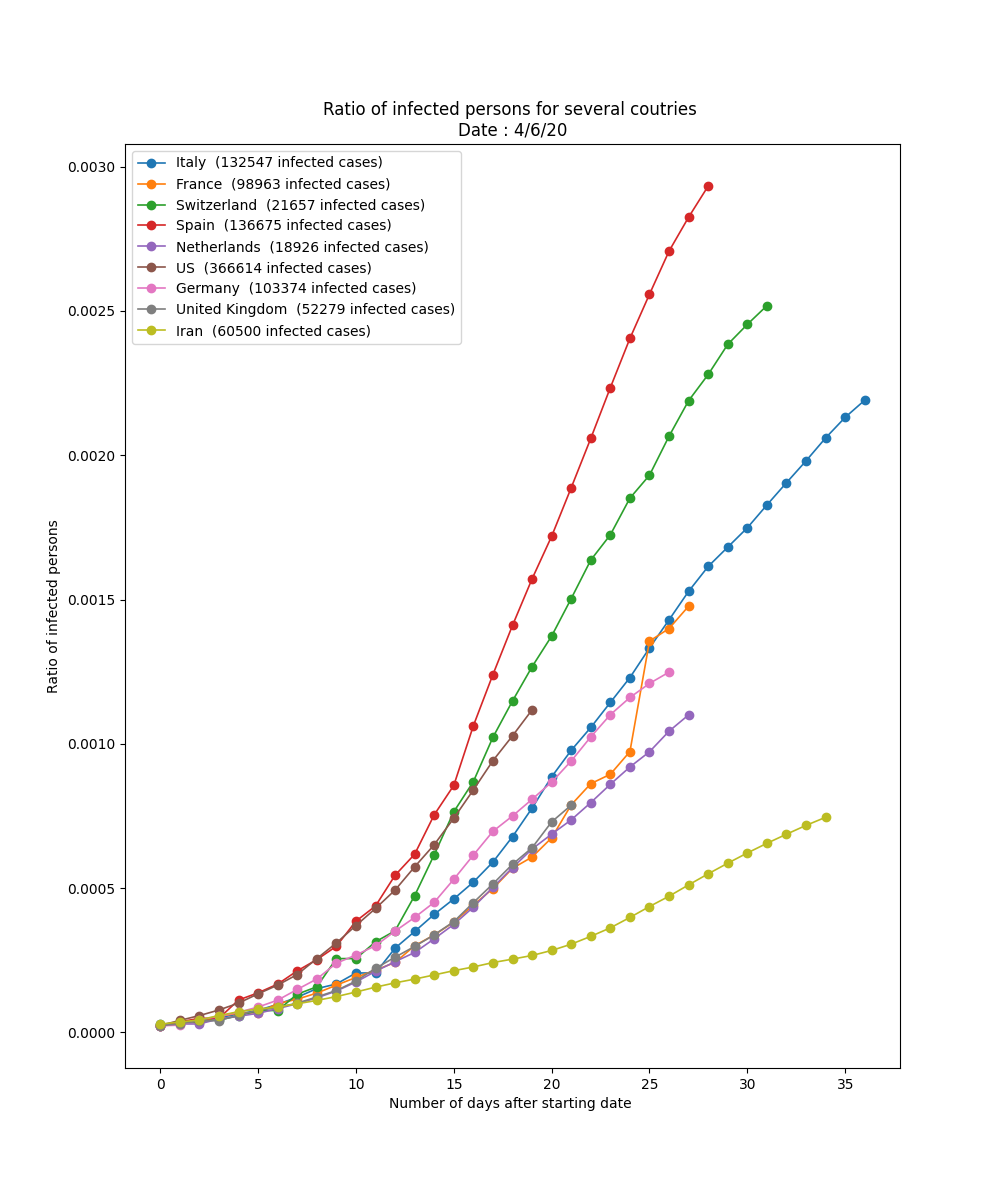 Ratio of infected persons for several coutries
Date : 4/6/20
0.0030
0.0025
0.0020
0.0015
0.0010
0.0005
0.0000
Ratio of infected persons
Italy  (132547 infected cases)
France  (98963 infected cases)
Switzerland  (21657 infected cases)
Spain  (136675 infected cases)
Netherlands  (18926 infected cases)
US  (366614 infected cases)
Germany  (103374 infected cases)
United Kingdom  (52279 infected cases)
Iran  (60500 infected cases)
0 5 10 15 20 25 30 35
Number of days after starting date